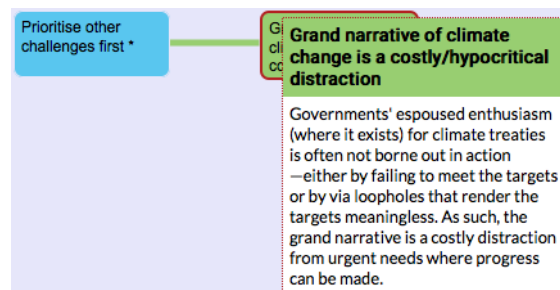 Prioritise other
challenges first *
Grand narrative of climate
change is a costly/hypocritical
distraction
Governments' espoused enthusiasm
(where it exists) for climate treaties
is often not borne out in action
—either by failing to meet the targets
or by via loopholes that render the
targets meaningless. As such, the
grand narrative is a costly distraction
from urgent needs where progress
can be made.